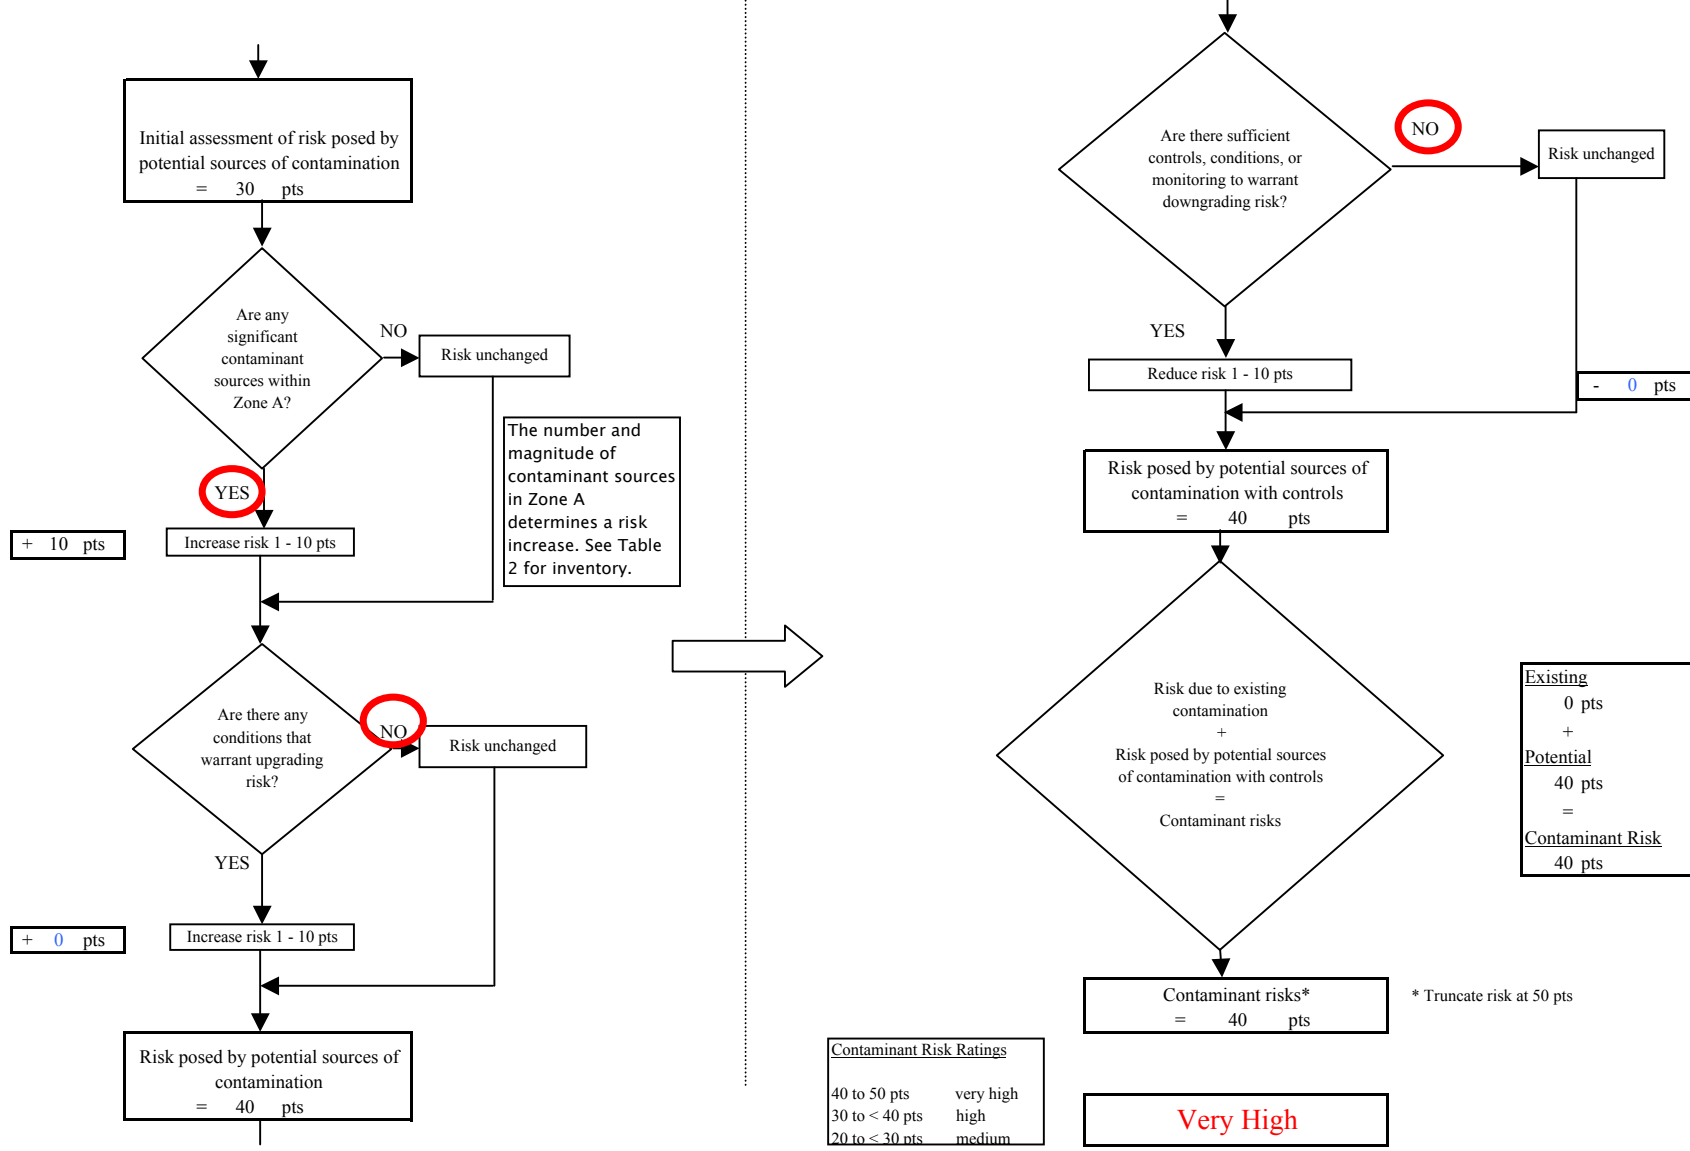 Initial assessment of risk posed by
potential sources of contamination
= 30 pts
Are any
significant
contaminant
sources within
Zone A?
NO
Risk unchanged
The number and
magnitude of
contaminant sources
in Zone A
determines a risk
increase. See Table
2 for inventory.
YES
+ 10 pts
Increase risk 1 - 10 pts
Are there any
conditions that
warrant upgrading
risk?
NO
Risk unchanged
YES
+ 0 pts
Increase risk 1 - 10 pts
Risk posed by potential sources of
contamination
= 40 pts
Are there sufficient
controls, conditions, or
monitoring to warrant
downgrading risk?
NO
Risk unchanged
YES
Reduce risk 1 - 10 pts
- 0 pts
Risk posed by potential sources of
contamination with controls
= 40 pts
Risk due to existing
contamination
+
Risk posed by potential sources
of contamination with controls
=
Contaminant risks
Existing
0 pts
+
Potential
40 pts
=
Contaminant Risk
40 pts
Contaminant risks*
= 40 pts
* Truncate risk at 50 pts
Contaminant Risk Ratings
40 to 50 pts very high
30 to < 40 pts high
20 to < 30 pts medium
Very High